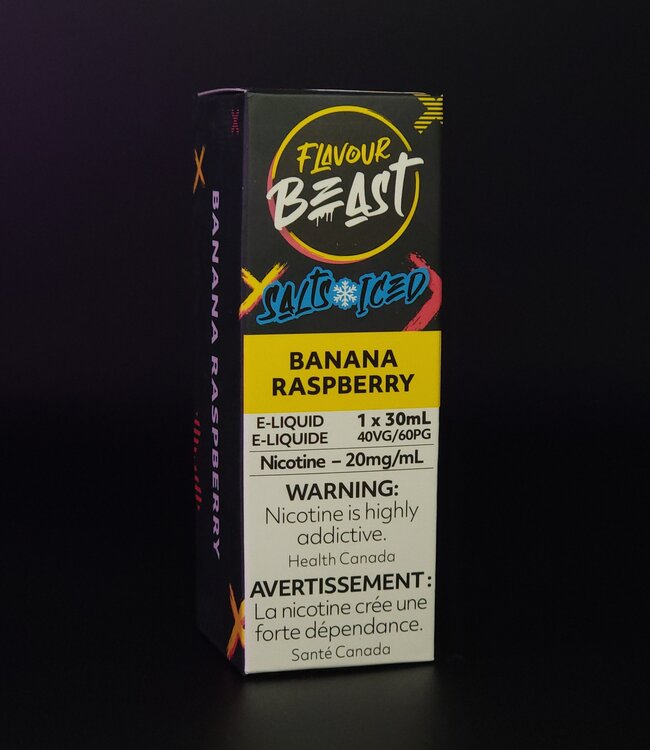 FLAVOUR
BEAST
SALTS ICED
BANANA
RASPBERRY
E-LIQUID 1 x 30mL
E-LIQUIDE 40VG/60PG
Nicotine – 20mg/mL
WARNING:
Nicotine is highly
addictive.
Health Canada
AVERTISSEMENT:
La nicotine crée une
forte dépendance.
Santé Canada
BANANA RASPBERRY